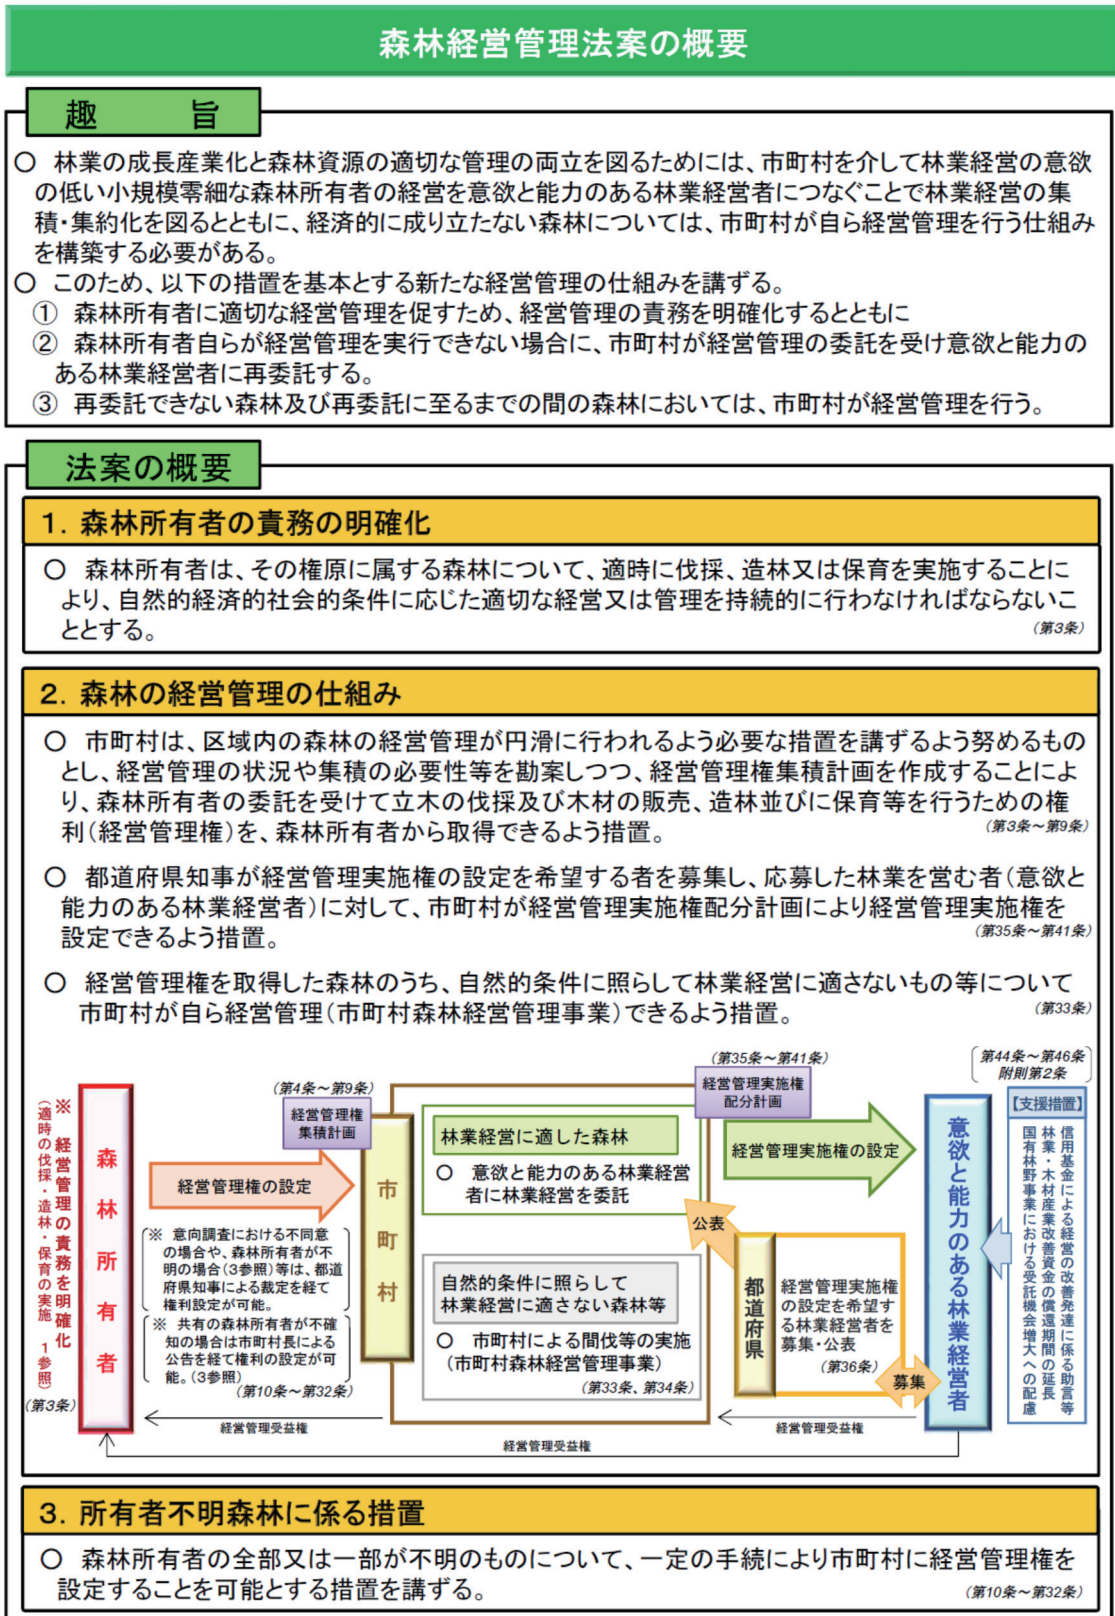 森林経営管理法案の概要
趣　　　旨
○　林業の成長産業化と森林資源の適切な管理の両立を図るためには、市町村を介して林業経営の意欲
の低い小規模零細な森林所有者の経営を意欲と能力のある林業経営者につなぐことで林業経営の集
積・集約化を図るとともに、経済的に成り立たない森林については、市町村が自ら経営管理を行う仕組み
を構築する必要がある。
○　このため、以下の措置を基本とする新たな経営管理の仕組みを講ずる。
①　森林所有者に適切な経営管理を促すため、経営管理の責務を明確化するとともに
②　森林所有者自らが経営管理を実行できない場合に、市町村が経営管理の委託を受け意欲と能力の
ある林業経営者に再委託する。
③　再委託できない森林及び再委託に至るまでの間の森林においては、市町村が経営管理を行う。
法案の概要
１．森林所有者の責務の明確化
○　森林所有者は、その権原に属する森林について、適時に伐採、造林又は保育を実施することに
より、自然的経済的社会的条件に応じた適切な経営又は管理を持続的に行わなければならないこ
ととする。
（第3条）
２．森林の経営管理の仕組み
○　市町村は、区域内の森林の経営管理が円滑に行われるよう必要な措置を講ずるよう努めるもの
とし、経営管理の状況や集積の必要性等を勘案しつつ、経営管理権集積計画を作成することによ
り、森林所有者の委託を受けて立木の伐採及び木材の販売、造林並びに保育等を行うための権
利（経営管理権）を、森林所有者から取得できるよう措置。
（第3条～第9条）
○　都道府県知事が経営管理実施権の設定を希望する者を募集し、応募した林業を営む者（意欲と
能力のある林業経営者）に対して、市町村が経営管理実施権配分計画により経営管理実施権を
設定できるよう措置。
（第35条～第41条）
○　経営管理権を取得した森林のうち、自然的条件に照らして林業経営に適さないもの等について
市町村が自ら経営管理（市町村森林経営管理事業）できるよう措置。
（第33条）
※　経営管理の責務を明確化
（適時の伐採・造林・保育の実施　１参照）
（第3条）
森林所有者
（第4条～第9条）
経営管理権
集積計画
経営管理権の設定
※　意向調査における不同意
の場合や、森林所有者が不
明の場合（3参照）等は、都道
府県知事による裁定を経て
権利設定が可能。
※　共有の森林所有者が不確
知の場合は市町村長による
公告を経て権利の設定が可
能。（3参照）
（第10条～第32条）
市町村
林業経営に適した森林
○　意欲と能力のある林業経営
者に林業経営を委託
自然的条件に照らして
林業経営に適さない森林等
○　市町村による間伐等の実施
（市町村森林経営管理事業）
（第33条、第34条）
（第35条～第41条）
経営管理実施権
配分計画
経営管理実施権の設定
公表
都道府県
経営管理実施権
の設定を希望す
る林業経営者を
募集・公表
（第36条）
募集
意欲と能力のある林業経営者
第44条～第46条
附則第2条
【支援措置】
信用基金による経営の改善発達に係る助言等
林業・木材産業改善資金の償還期間の延長
国有林野事業における受託機会増大への配慮
経営管理受益権
経営管理受益権
経営管理受益権
３．所有者不明森林に係る措置
○　森林所有者の全部又は一部が不明のものについて、一定の手続により市町村に経営管理権を
設定することを可能とする措置を講ずる。
（第10条～第32条）